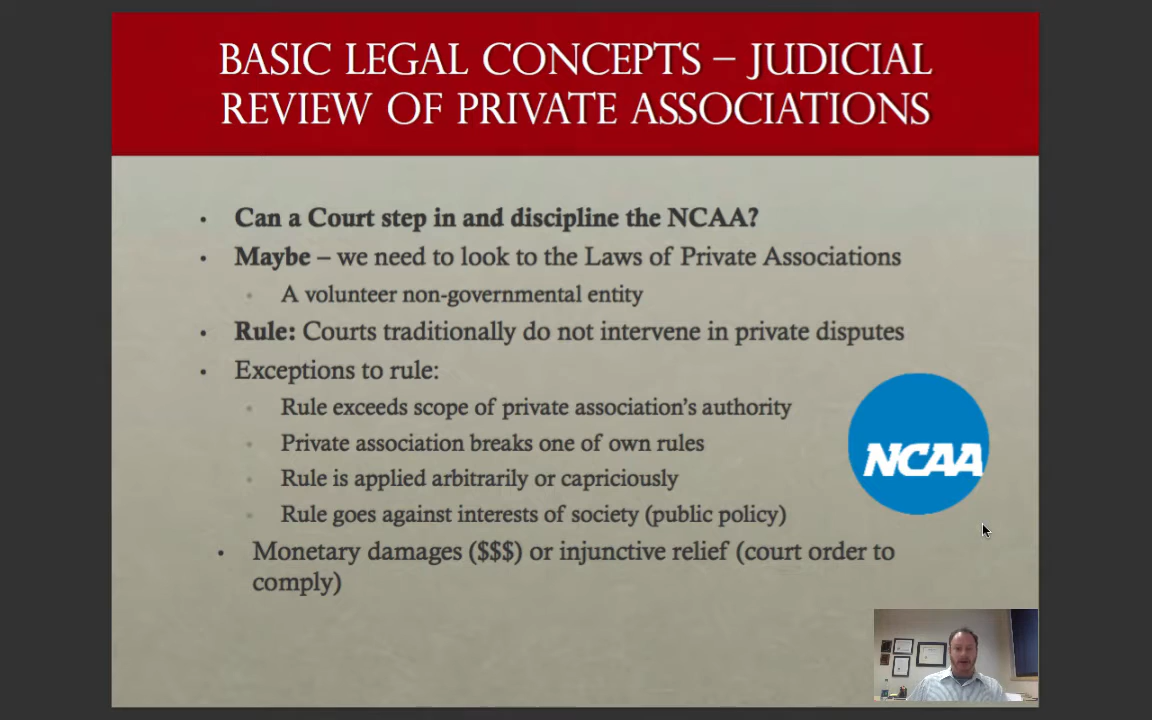 BASIC LEGAL CONCEPTS – JUDICIAL
REVIEW OF PRIVATE ASSOCIATIONS
• Can a Court step in and discipline the NCAA?
• Maybe – we need to look to the Laws of Private Associations
• A volunteer non-governmental entity
• Rule: Courts traditionally do not intervene in private disputes
• Exceptions to rule:
• Rule exceeds scope of private association's authority
• Private association breaks one of own rules
• Rule is applied arbitrarily or capriciously
• Rule goes against interests of society (public policy)
NCAA
• Monetary damages ($$$) or injunctive relief (court order to
comply)